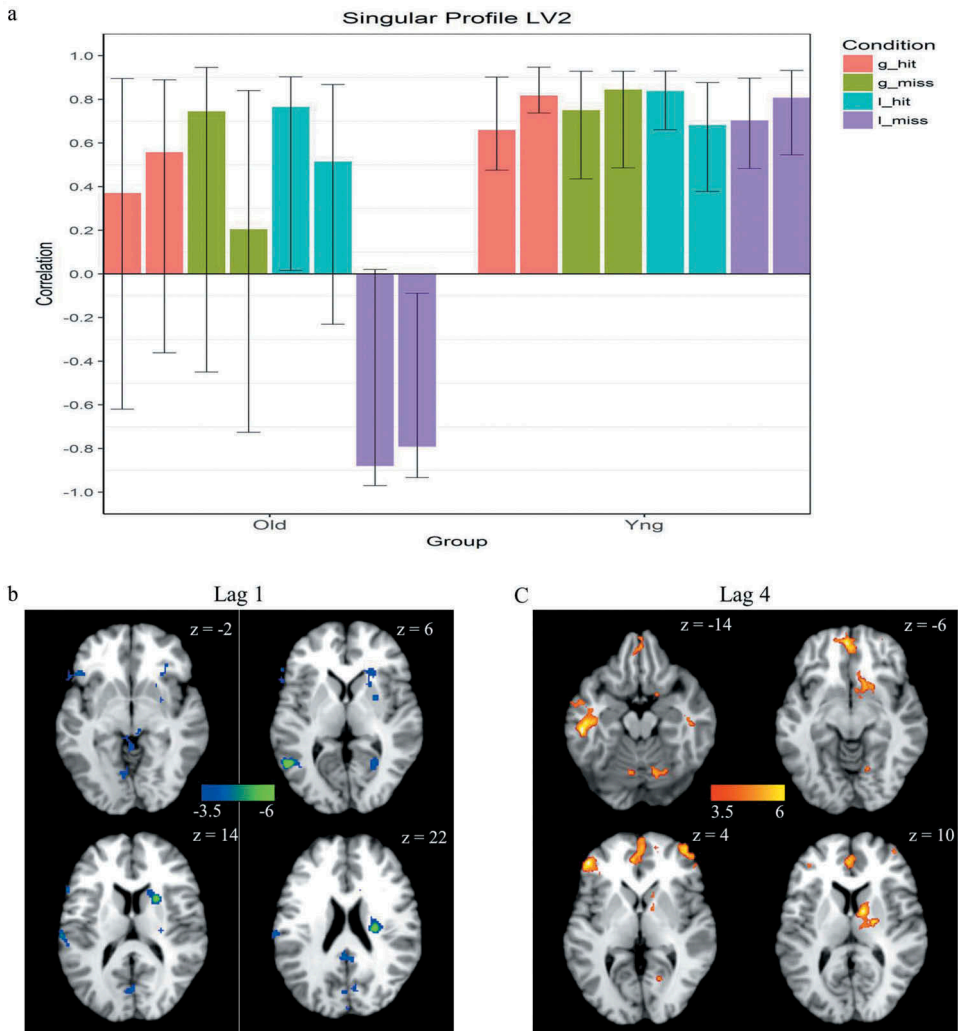 a
Singular Profile LV2
Condition
g_hit
g_miss
l_hit
l_miss
1.0
0.8
0.6
0.4
0.2
0.0
-0.2
-0.4
-0.6
-0.8
-1.0
Correlation
Old
Yng
Group
b
Lag 1
z = -2
z = 6
-3.5
-6
z = 14
z = 22
C
Lag 4
z = -14
z = -6
3.5
6
z = 4
z = 10